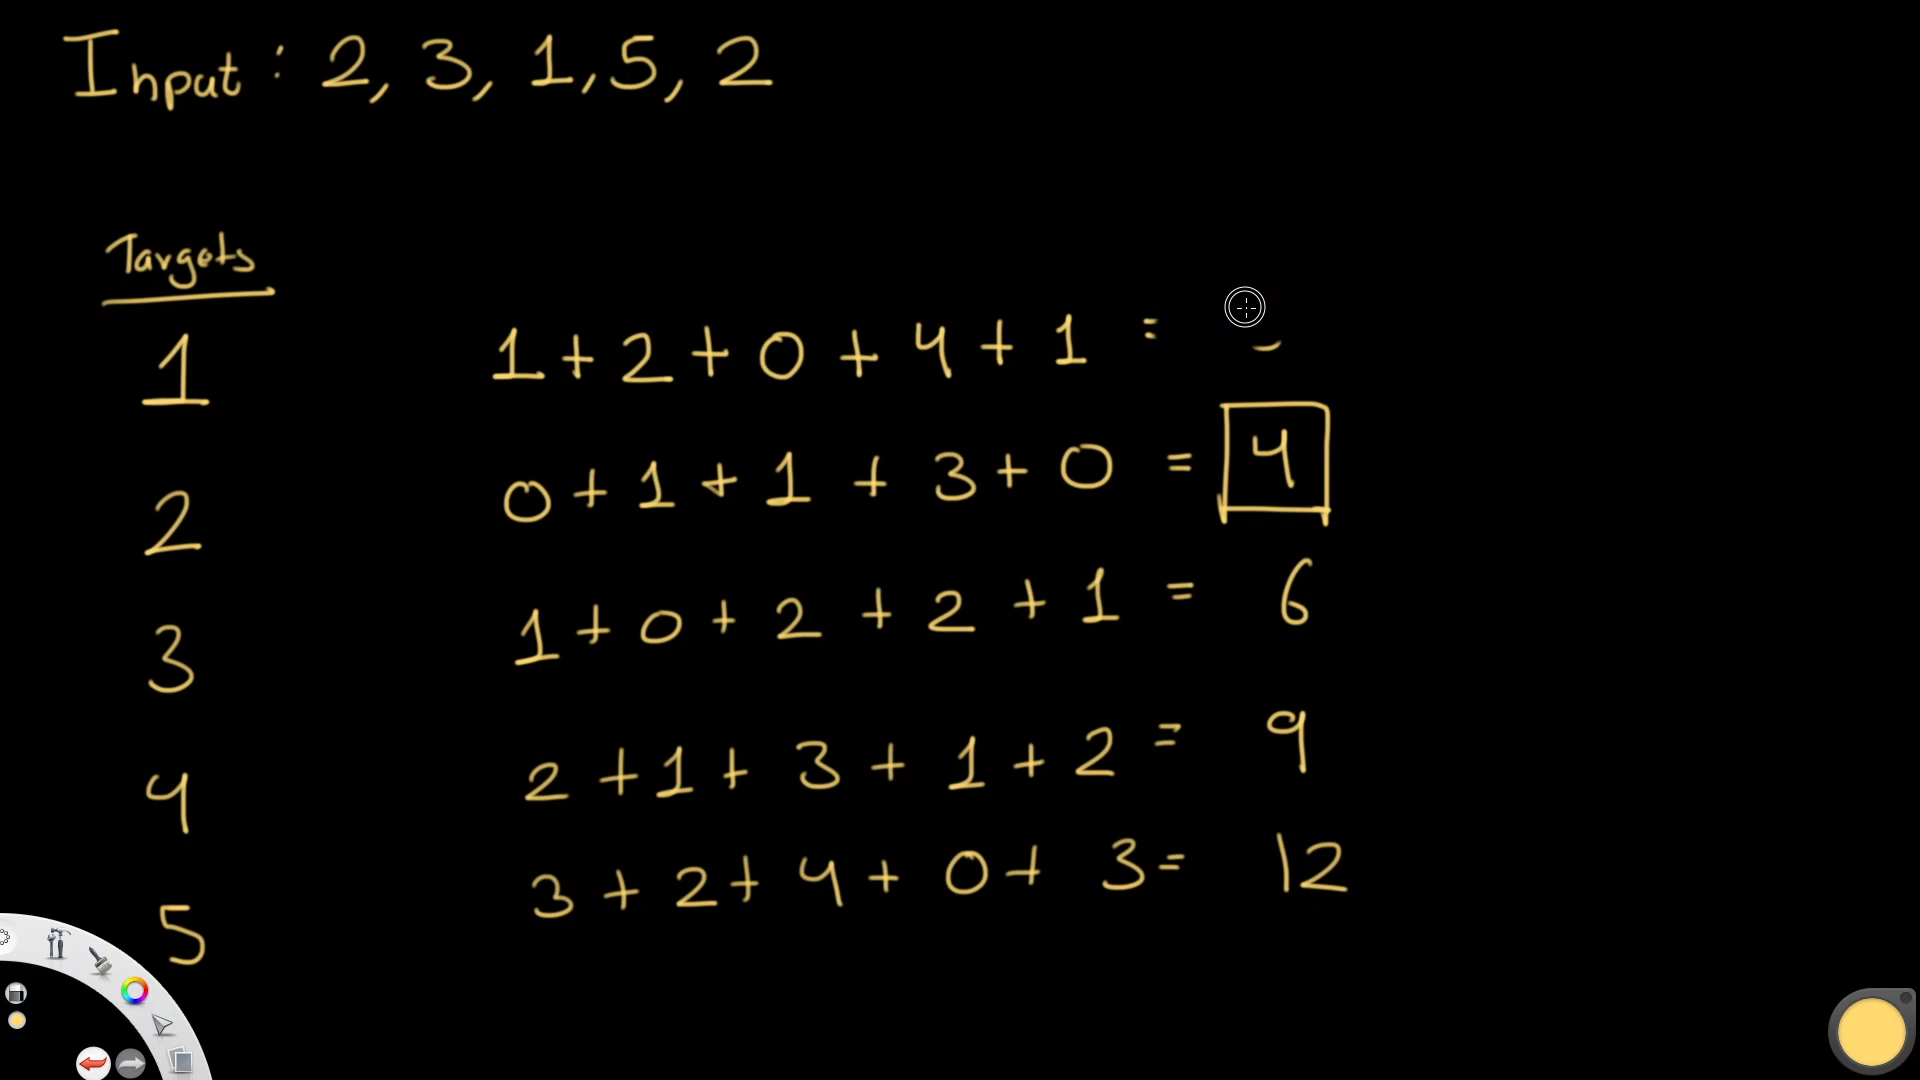 Input : 2, 3, 1, 5, 2
Targets
1 1 + 2 + 0 + 4 + 1 =
2 0 + 1 + 1 + 3 + 0 = 4
3 1 + 0 + 2 + 2 + 1 = 6
4 2 + 1 + 3 + 1 + 2 = 9
5 3 + 2 + 4 + 0 + 3 = 12